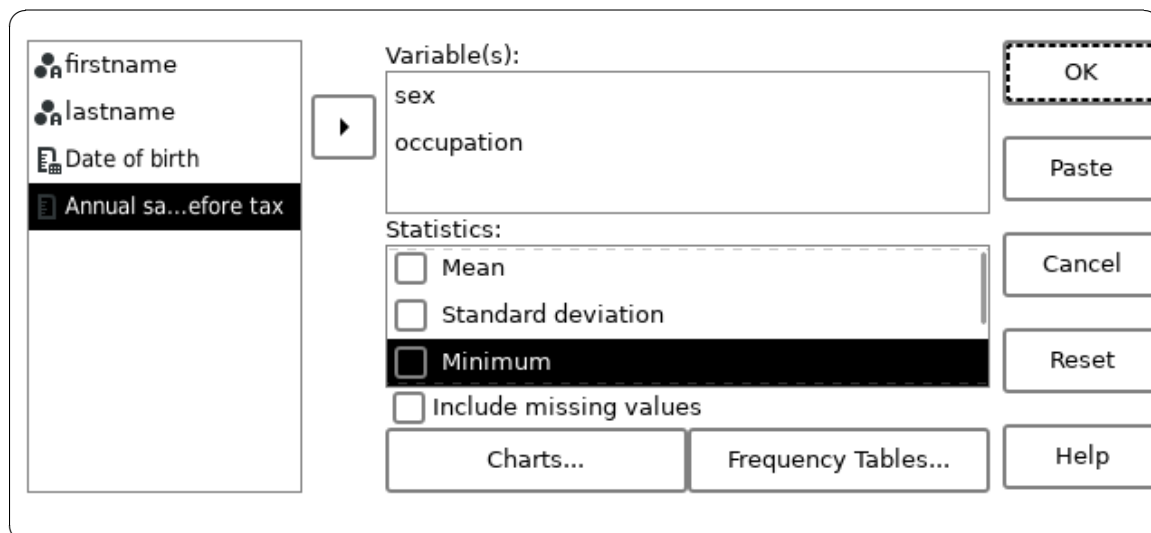 firstname
lastname
Date of birth
Annual sa...efore tax
Variable(s):
sex
occupation
Statistics:
Mean
Standard deviation
Minimum
Include missing values
Charts...
Frequency Tables...
OK
Paste
Cancel
Reset
Help